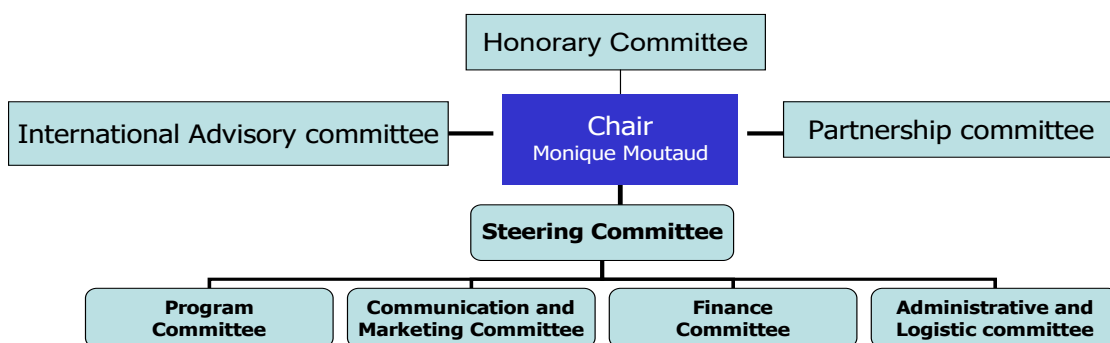 Honorary Committee
International Advisory committee
Chair
Monique Moutaud
Partnership committee
Steering Committee
Program
Committee
Communication and
Marketing Committee
Finance
Committee
Administrative and
Logistic committee